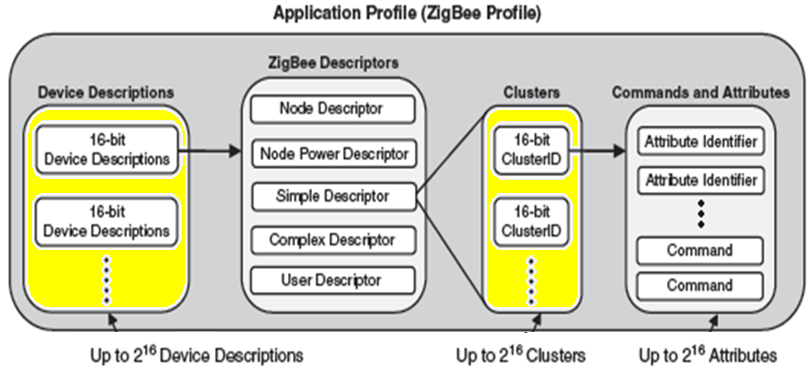 Application Profile (ZigBee Profile)
ZigBee Descriptors
Device Descriptions
Clusters
Commands and Attributes
16-bit
Device Descriptions
16-bit
Device Descriptions
Node Descriptor
Node Power Descriptor
Simple Descriptor
Complex Descriptor
User Descriptor
16-bit
ClusterID
16-bit
ClusterID
Attribute Identifier
Attribute Identifier
Command
Command
Up to 2¹⁶ Device Descriptions
Up to 2¹⁶ Clusters
Up to 2¹⁶ Attributes